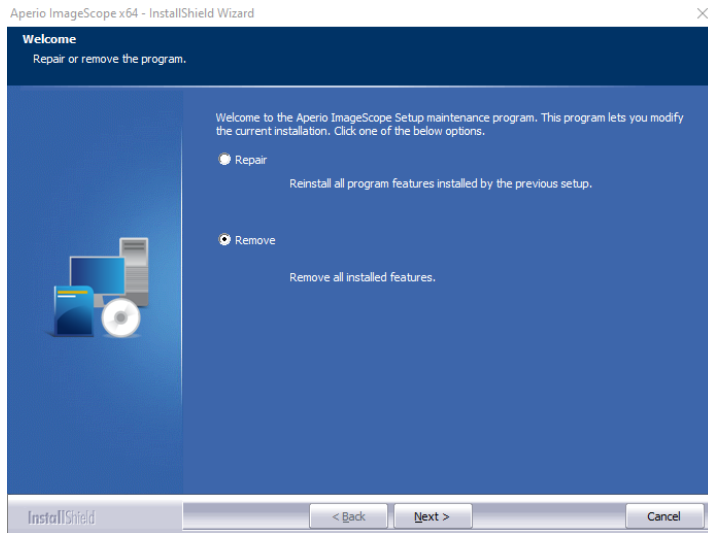 Aperio ImageScope x64 - InstallShield Wizard
Welcome
Repair or remove the program.
Welcome to the Aperio ImageScope Setup maintenance program. This program lets you modify
the current installation. Click one of the below options.
Repair
Reinstall all program features installed by the previous setup.
Remove
Remove all installed features.
InstallShield
< Back
Next >
Cancel